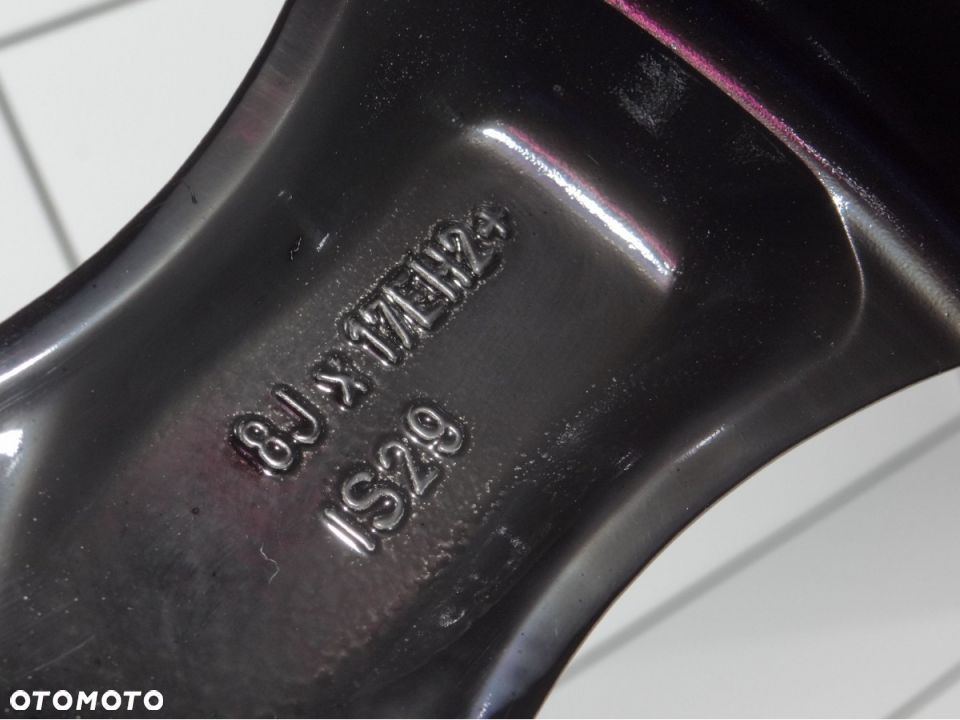 8J x 17EH2+
IS29
OTOMOTO